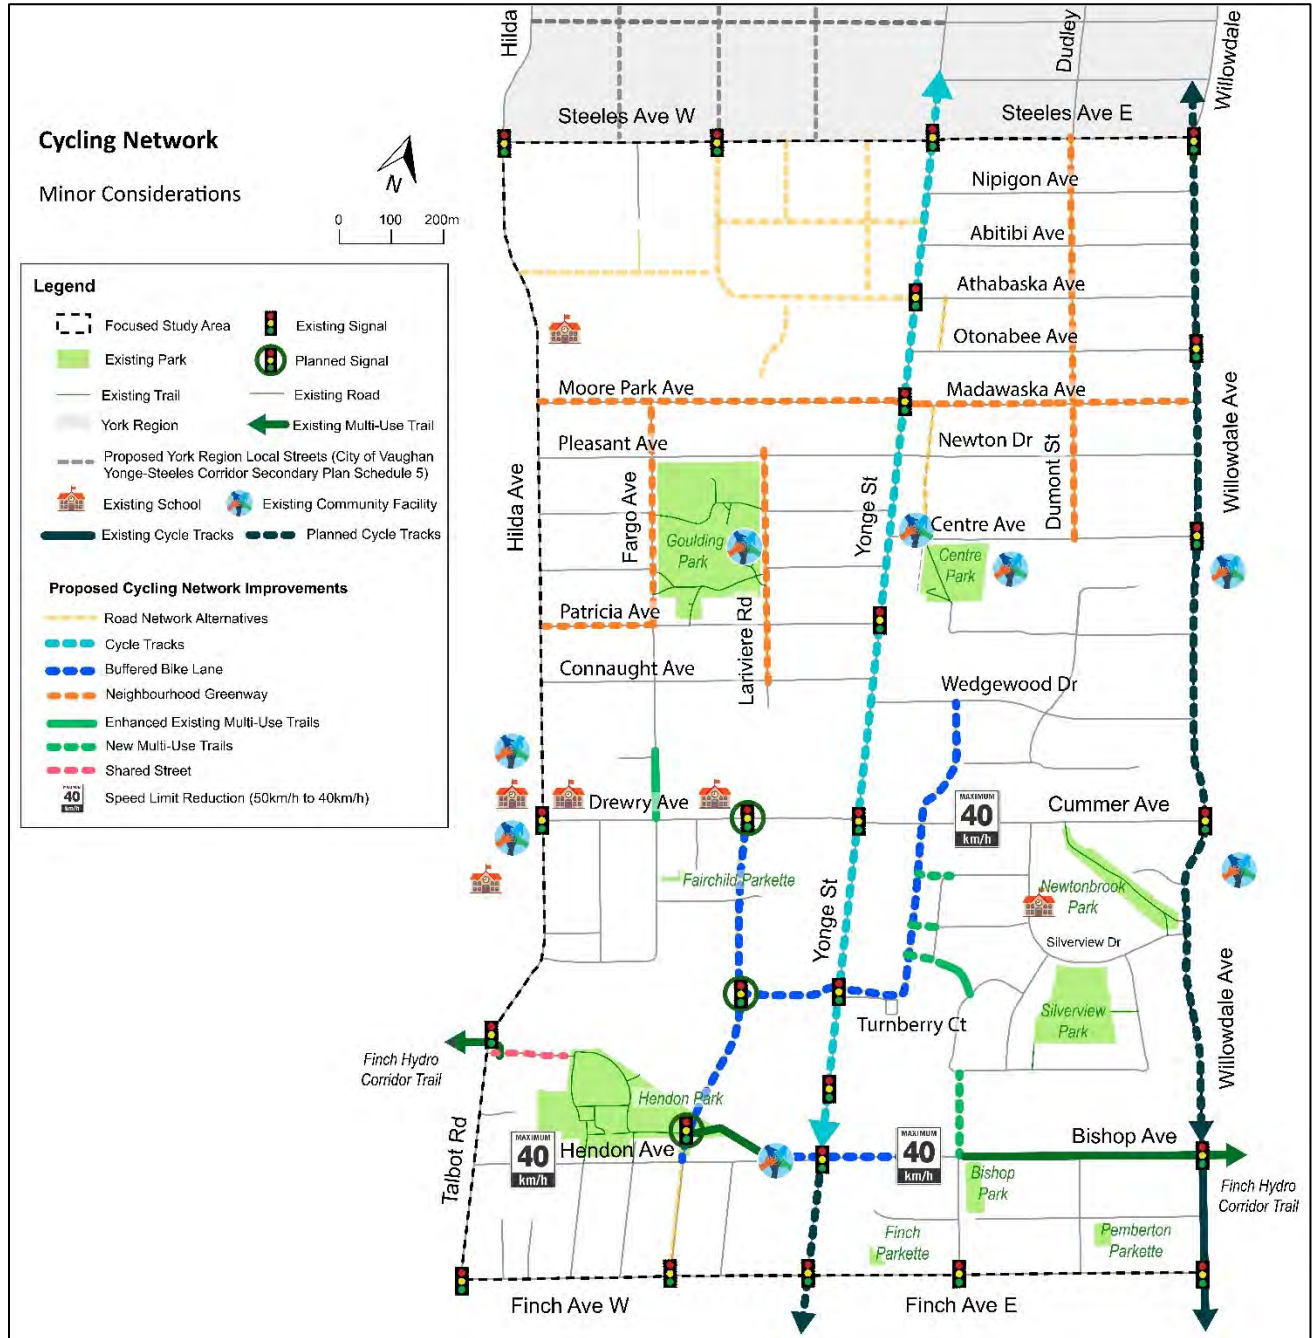 Hilda
Dudley
Willowdale
Steeles Ave W
Steeles Ave E
Cycling Network
Minor Considerations
N
0 100 200m
Nipigon Ave
Abitibi Ave
Athabaska Ave
Otonabee Ave
Legend
Focused Study Area
Existing Signal
Existing Park
Planned Signal
Existing Trail
Existing Road
York Region
Existing Multi-Use Trail
Proposed York Region Local Streets (City of Vaughan
Yonge-Steeles Corridor Secondary Plan Schedule 5)
Existing School
Existing Community Facility
Existing Cycle Tracks
Planned Cycle Tracks
Proposed Cycling Network Improvements
Road Network Alternatives
Cycle Tracks
Buffered Bike Lane
Neighbourhood Greenway
Enhanced Existing Multi-Use Trails
New Multi-Use Trails
Shared Street
MAXIMUM
40
km/h
Speed Limit Reduction (50km/h to 40km/h)
Moore Park Ave
Madawaska Ave
Pleasant Ave
Newton Dr
Hilda Ave
Fargo Ave
Goulding
Park
Lariviere Rd
Yonge St
Centre Ave
Dumont St
Willowdale Ave
Centre
Park
Patricia Ave
Connaught Ave
Wedgewood Dr
Drewry Ave
MAXIMUM
40
km/h
Cummer Ave
Fairchild Parkette
Newtonbrook
Park
Yonge St
Silverview Dr
Turnberry Ct
Silverview
Park
Willowdale Ave
Finch Hydro
Corridor Trail
Hendon Park
Talbot Rd
MAXIMUM
40
km/h
Hendon Ave
MAXIMUM
40
km/h
Bishop Ave
Bishop
Park
Finch Hydro
Corridor Trail
Finch
Parkette
Pemberton
Parkette
Finch Ave W
Finch Ave E